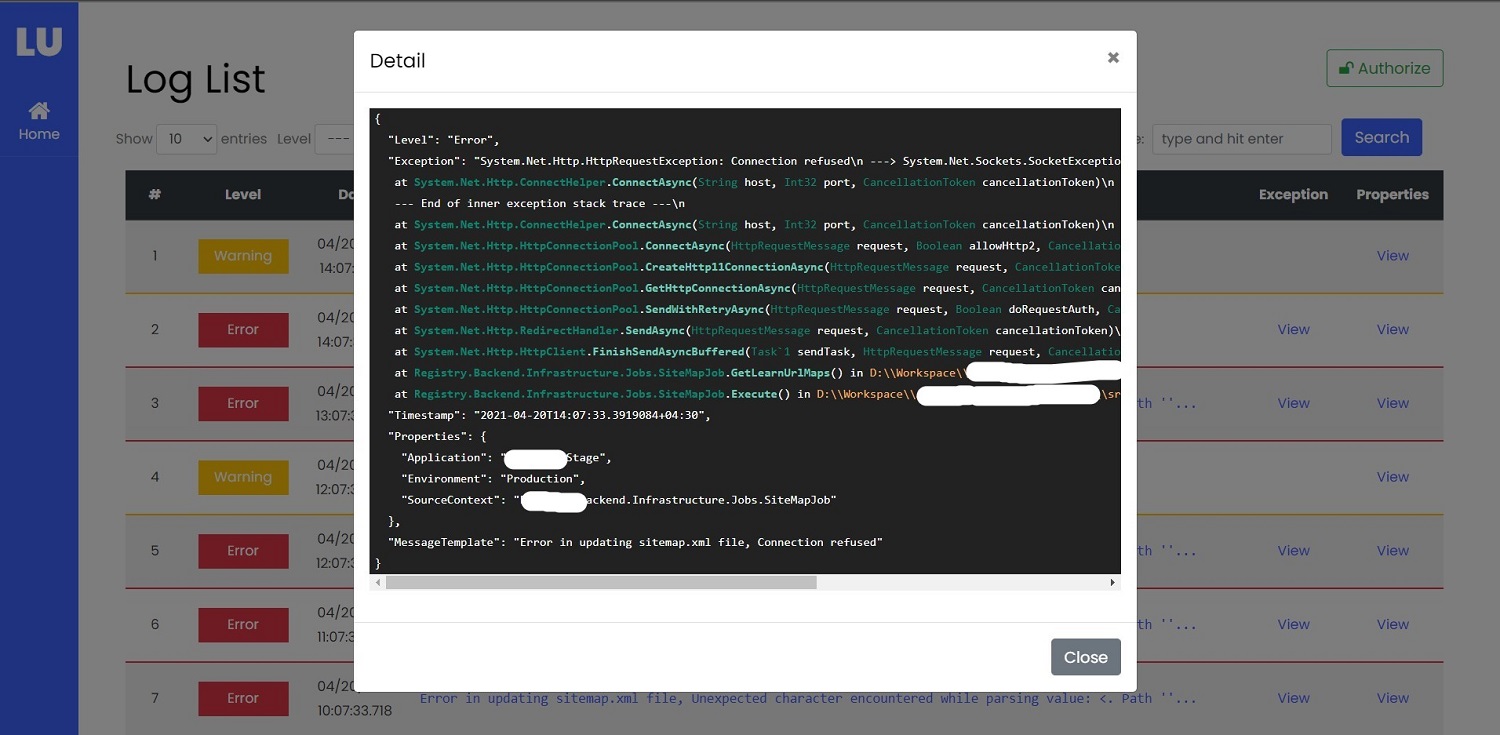 LU
Home
Log List
Authorize
Show 10 entries Level ---
type and hit enter Search
# Level Exception Properties
1 Warning 04/20 View
14:07:
2 Error 04/20 View View
14:07:
3 Error 04/20 ''... View View
13:07:
4 Warning 04/20 View
12:07:
5 Error 04/20 ''... View View
12:07:
6 Error 04/20 ''... View View
11:07:3
7 Error 04/20 Error in updating sitemap.xml file, Unexpected character encountered while parsing value: <. Path ''... View View
10:07:33.718
Detail ×
{
"Level": "Error",
"Exception": "System.Net.Http.HttpRequestException: Connection refused\n ---> System.Net.Sockets.SocketExceptio
at System.Net.Http.ConnectHelper.ConnectAsync(String host, Int32 port, CancellationToken cancellationToken)\n
--- End of inner exception stack trace ---\n
at System.Net.Http.ConnectHelper.ConnectAsync(String host, Int32 port, CancellationToken cancellationToken)\n
at System.Net.Http.HttpConnectionPool.ConnectAsync(HttpRequestMessage request, Boolean allowHttp2, Cancellatio
at System.Net.Http.HttpConnectionPool.CreateHttp11ConnectionAsync(HttpRequestMessage request, CancellationToke
at System.Net.Http.HttpConnectionPool.GetHttpConnectionAsync(HttpRequestMessage request, CancellationToken can
at System.Net.Http.HttpConnectionPool.SendWithRetryAsync(HttpRequestMessage request, Boolean doRequestAuth, Ca
at System.Net.Http.RedirectHandler.SendAsync(HttpRequestMessage request, CancellationToken cancellationToken)\
at System.Net.Http.HttpClient.FinishSendAsyncBuffered(Task`1 sendTask, HttpRequestMessage request, Cancellatio
at Registry.Backend.Infrastructure.Jobs.SiteMapJob.GetLearnUrlMaps() in D:\\Workspace\\
at Registry.Backend.Infrastructure.Jobs.SiteMapJob.Execute() in D:\\Workspace\\ \sr
"Timestamp": "2021-04-20T14:07:33.3919084+04:30",
"Properties": {
"Application": " Stage",
"Environment": "Production",
"SourceContext": " ackend.Infrastructure.Jobs.SiteMapJob"
},
"MessageTemplate": "Error in updating sitemap.xml file, Connection refused"
}
Close